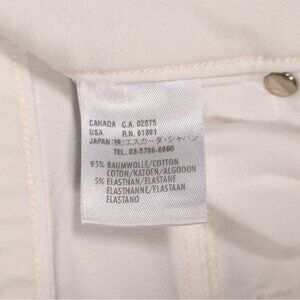 CANADA C.A. 02575
USA R.N. 61891
JAPAN (株)エスカーダ・ジャパン
TEL. 03-5766-6660
95% BAUMWOLLE/COTTON
COTON/KATOEN/ALGODON
5% ELASTHAN/ELASTANE
ELASTHANNE/ELASTAAN
ELASTANO